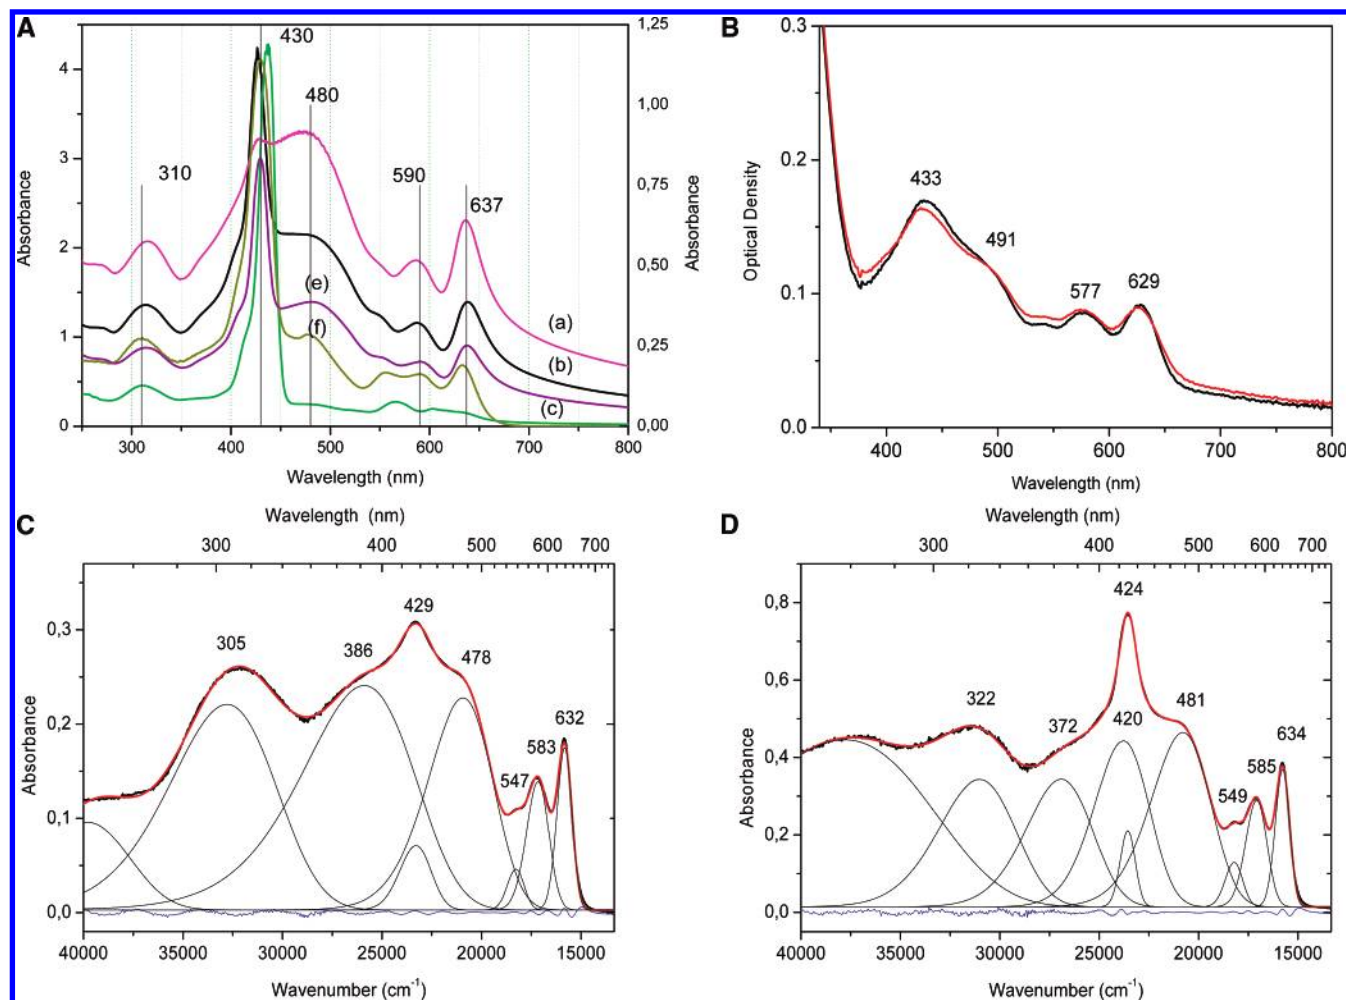 A
430
480
310
590
637
(e)
(f)
(a)
(b)
(c)
4
3
2
1
0
1,25
1,00
0,75
0,50
0,25
0,00
300 400 500 600 700 800
Absorbance
Absorbance
Wavelength (nm)
B
433
491
577
629
0.3
0.2
0.1
0.0
400 500 600 700 800
Optical Density
Wavelength (nm)
C
Wavelength (nm)
300 400 500 600 700
305
386
429
478
547
583
632
0,3
0,2
0,1
0,0
40000 35000 30000 25000 20000 15000
Absorbance
Wavenumber (cm⁻¹)
D
Wavelength (nm)
300 400 500 600 700
424
322
372
420
481
549
585
634
0,8
0,6
0,4
0,2
0,0
40000 35000 30000 25000 20000 15000
Absorbance
Wavenumber (cm⁻¹)